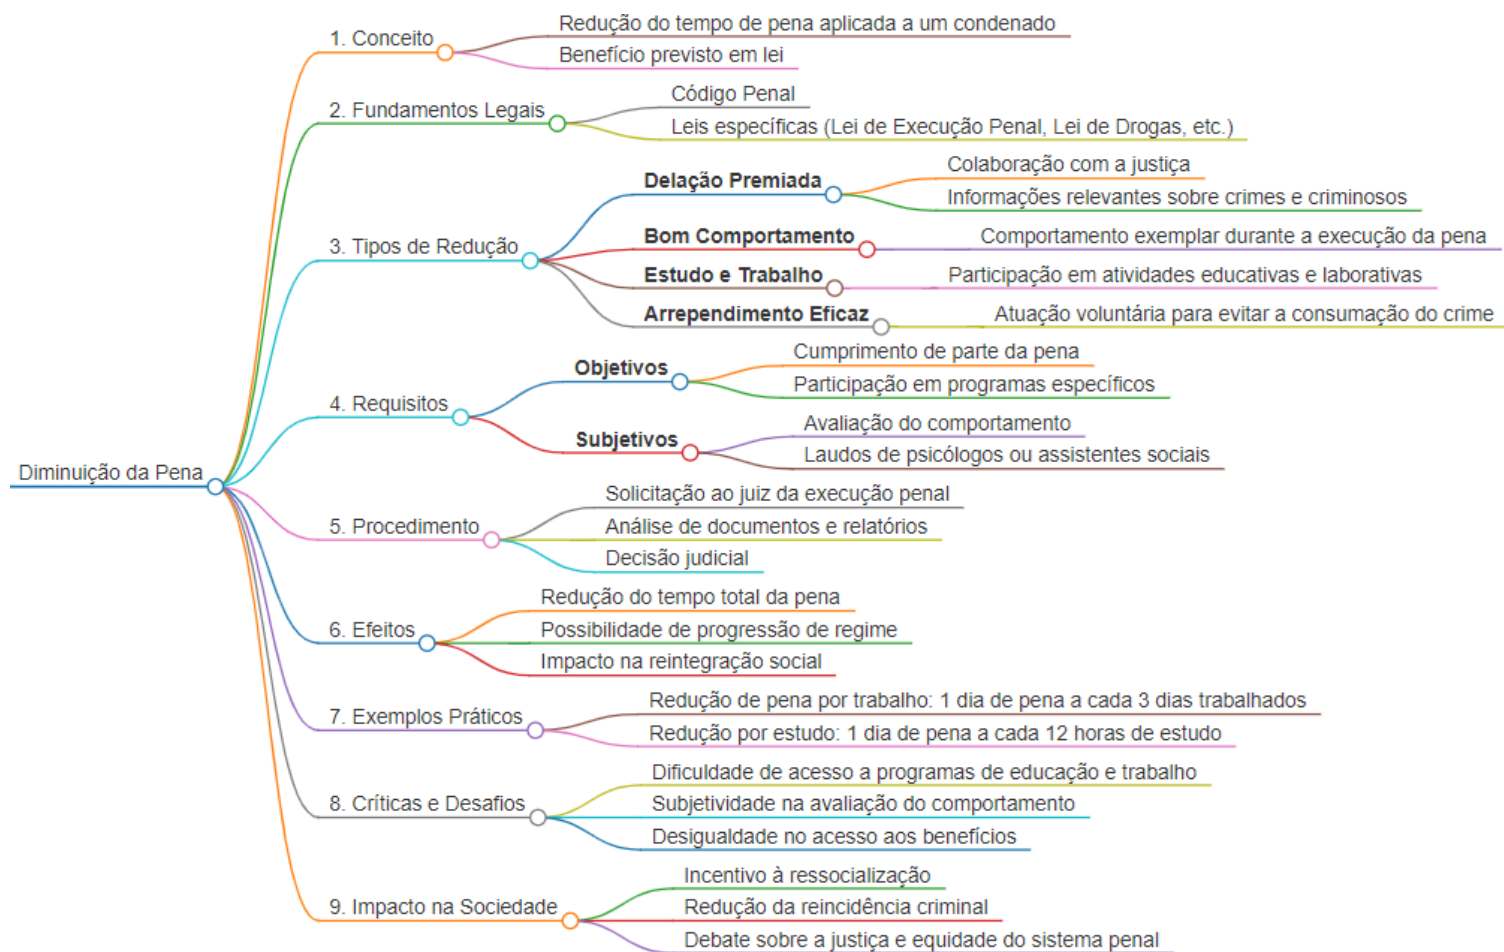 Diminuição da Pena
1. Conceito
Redução do tempo de pena aplicada a um condenado
Benefício previsto em lei
2. Fundamentos Legais
Código Penal
Leis específicas (Lei de Execução Penal, Lei de Drogas, etc.)
3. Tipos de Redução
Delação Premiada
Colaboração com a justiça
Informações relevantes sobre crimes e criminosos
Bom Comportamento
Comportamento exemplar durante a execução da pena
Estudo e Trabalho
Participação em atividades educativas e laborativas
Arrependimento Eficaz
Atuação voluntária para evitar a consumação do crime
4. Requisitos
Objetivos
Cumprimento de parte da pena
Participação em programas específicos
Subjetivos
Avaliação do comportamento
Laudos de psicólogos ou assistentes sociais
5. Procedimento
Solicitação ao juiz da execução penal
Análise de documentos e relatórios
Decisão judicial
6. Efeitos
Redução do tempo total da pena
Possibilidade de progressão de regime
Impacto na reintegração social
7. Exemplos Práticos
Redução de pena por trabalho: 1 dia de pena a cada 3 dias trabalhados
Redução por estudo: 1 dia de pena a cada 12 horas de estudo
8. Críticas e Desafios
Dificuldade de acesso a programas de educação e trabalho
Subjetividade na avaliação do comportamento
Desigualdade no acesso aos benefícios
9. Impacto na Sociedade
Incentivo à ressocialização
Redução da reincidência criminal
Debate sobre a justiça e equidade do sistema penal